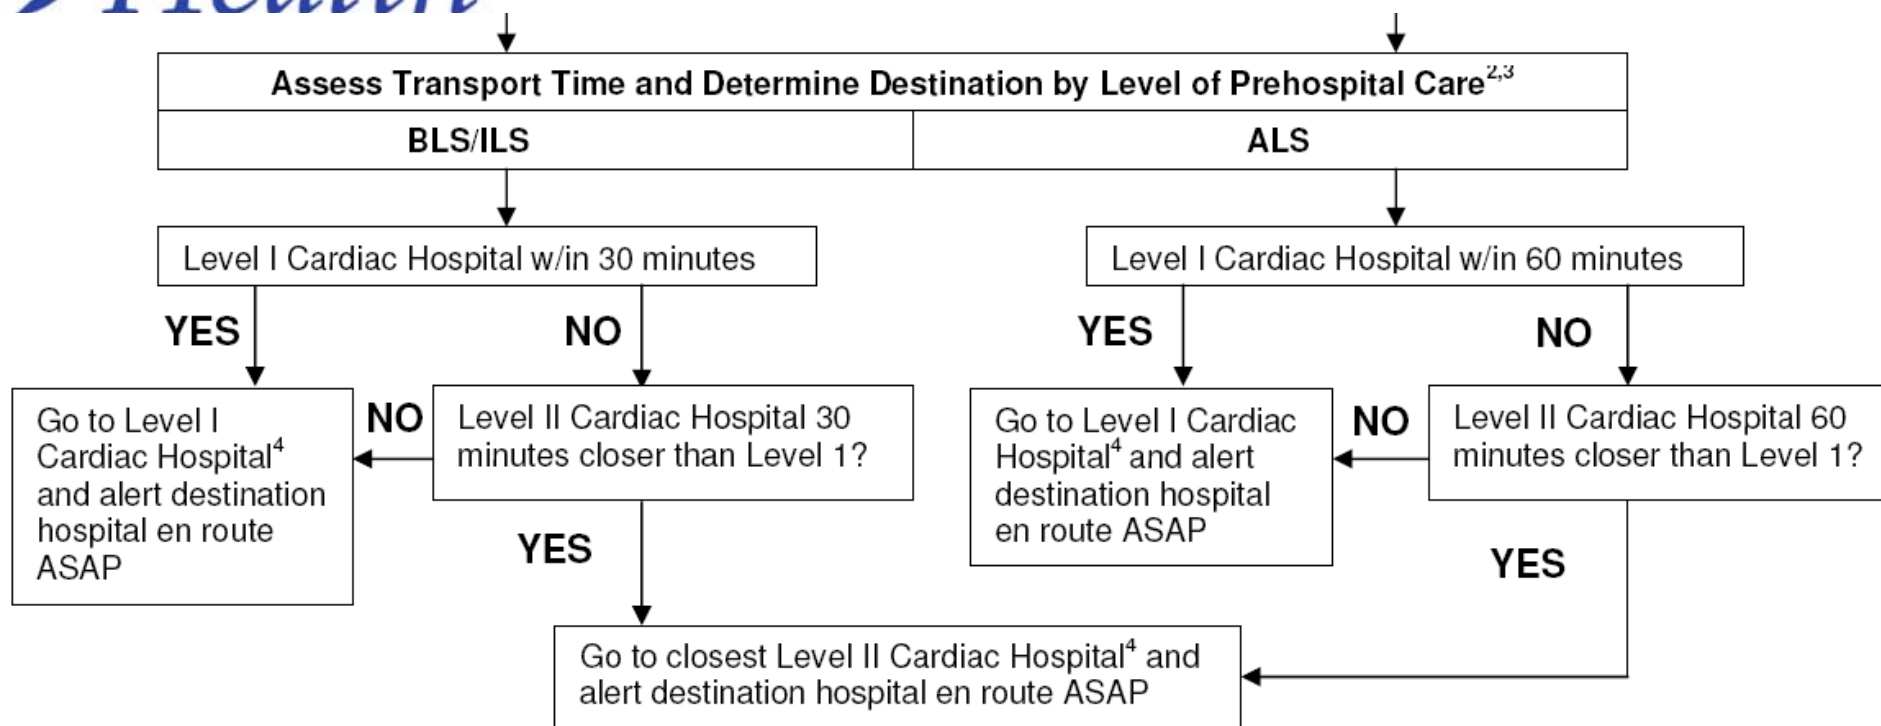 Health
Assess Transport Time and Determine Destination by Level of Prehospital Care2,3
BLS/ILS
ALS
Level I Cardiac Hospital w/in 30 minutes
Level I Cardiac Hospital w/in 60 minutes
YES
NO
YES
NO
Go to Level I
Cardiac Hospital4
and alert destination
hospital en route
ASAP
NO
Level II Cardiac Hospital 30
minutes closer than Level 1?
Go to Level I Cardiac
Hospital4 and alert
destination hospital
en route ASAP
NO
Level II Cardiac Hospital 60
minutes closer than Level 1?
YES
YES
Go to closest Level II Cardiac Hospital4 and
alert destination hospital en route ASAP